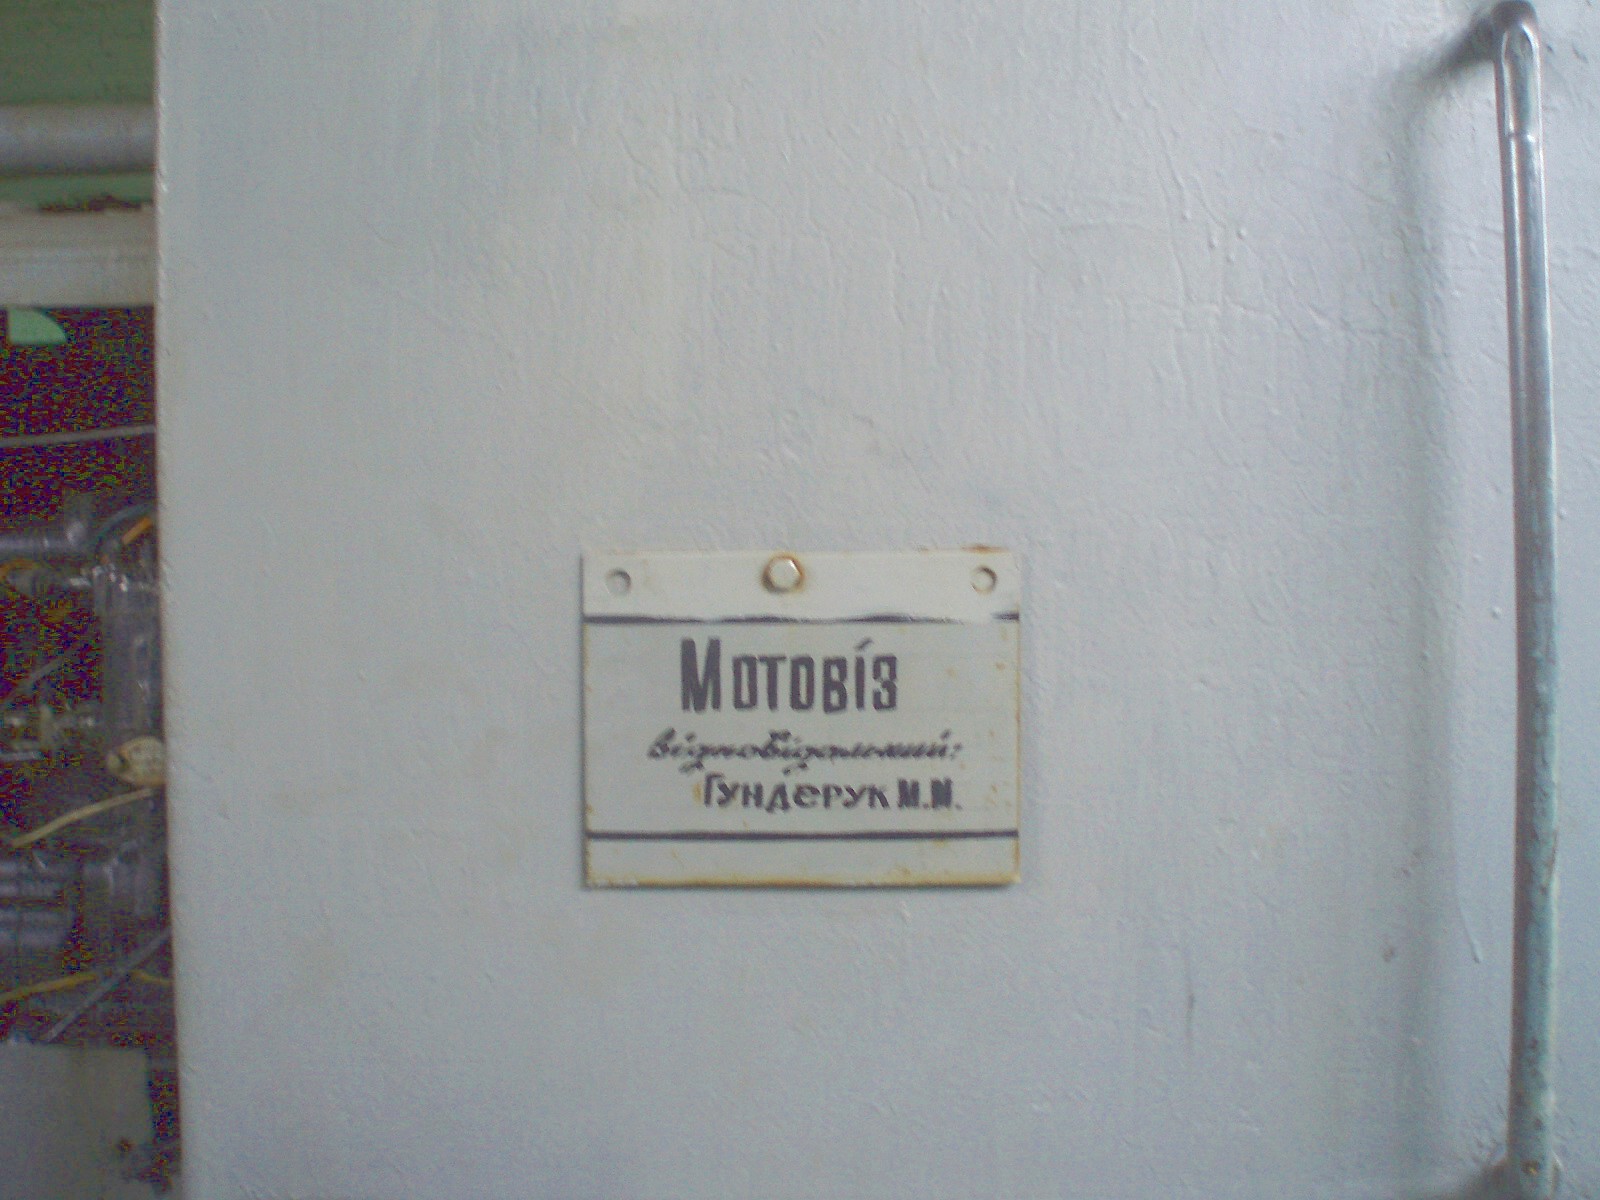 Мотовіз
відповідальний:
Гундерук М.М.